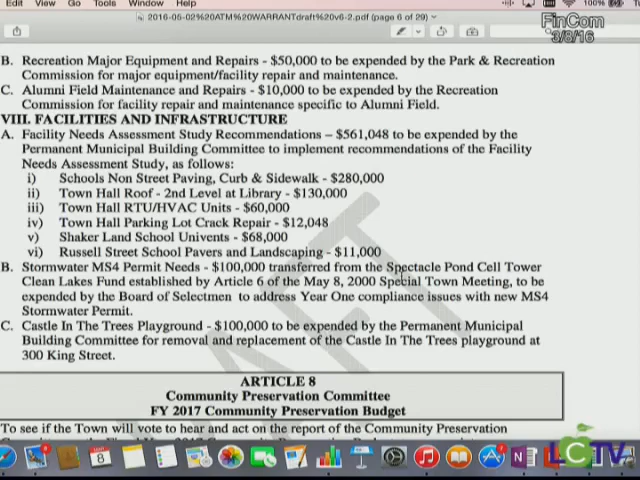 Edit View Go Tools Window Help
100%
2016-05-02%20ATM%20WARRANTdraft%20v6-2.pdf (page 6 of 29)
FinCom
3/8/16
B. Recreation Major Equipment and Repairs - $50,000 to be expended by the Park & Recreation
Commission for major equipment/facility repair and maintenance.
C. Alumni Field Maintenance and Repairs - $10,000 to be expended by the Recreation
Commission for facility repair and maintenance specific to Alumni Field.
VIII. FACILITIES AND INFRASTRUCTURE
A. Facility Needs Assessment Study Recommendations – $561,048 to be expended by the
Permanent Municipal Building Committee to implement recommendations of the Facility
Needs Assessment Study, as follows:
i) Schools Non Street Paving, Curb & Sidewalk - $280,000
ii) Town Hall Roof - 2nd Level at Library - $130,000
iii) Town Hall RTU/HVAC Units - $60,000
iv) Town Hall Parking Lot Crack Repair - $12,048
v) Shaker Land School Univents - $68,000
vi) Russell Street School Pavers and Landscaping - $11,000
B. Stormwater MS4 Permit Needs - $100,000 transferred from the Spectacle Pond Cell Tower
Clean Lakes Fund established by Article 6 of the May 8, 2000 Special Town Meeting, to be
expended by the Board of Selectmen to address Year One compliance issues with new MS4
Stormwater Permit.
C. Castle In The Trees Playground - $100,000 to be expended by the Permanent Municipal
Building Committee for removal and replacement of the Castle In The Trees playground at
300 King Street.
ARTICLE 8
Community Preservation Committee
FY 2017 Community Preservation Budget
To see if the Town will vote to hear and act on the report of the Community Preservation
8
LCTV